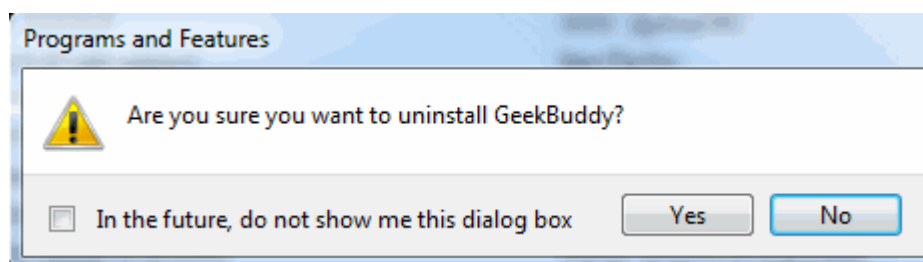 Programs and Features
Are you sure you want to uninstall GeekBuddy?
In the future, do not show me this dialog box
Yes
No